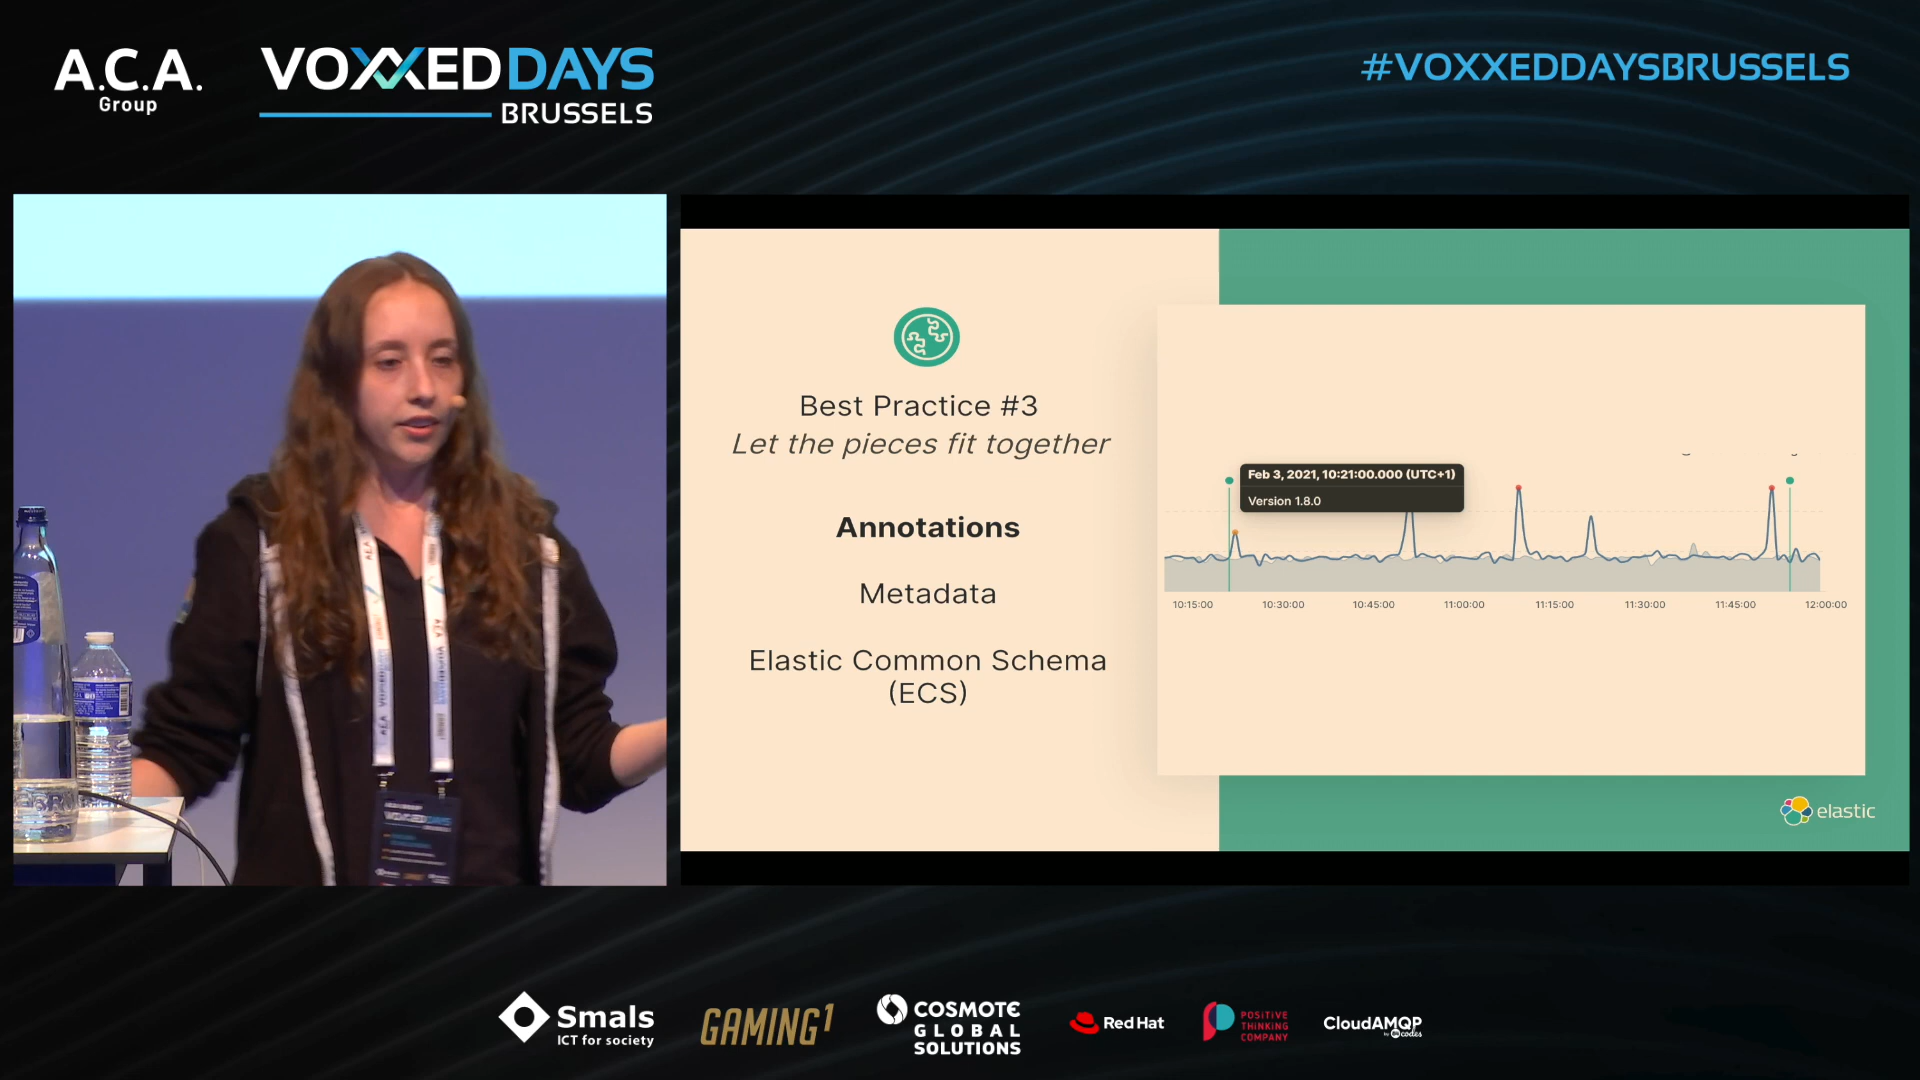 A.C.A.
Group
VOXXED DAYS
BRUSSELS
#VOXXEDDAYSBRUSSELS
Best Practice #3
Let the pieces fit together
Annotations
Metadata
Elastic Common Schema
(ECS)
Feb 3, 2021, 10:21:00.000 (UTC+1)
Version 1.8.0
10:15:00 10:30:00 10:45:00 11:00:00 11:15:00 11:30:00 11:45:00 12:00:00
elastic
VOXXEDDAYS
Smals
ICT for society
GAMING1
COSMOTE
GLOBAL
SOLUTIONS
Red Hat
POSITIVE
THINKING
COMPANY
CloudAMQP